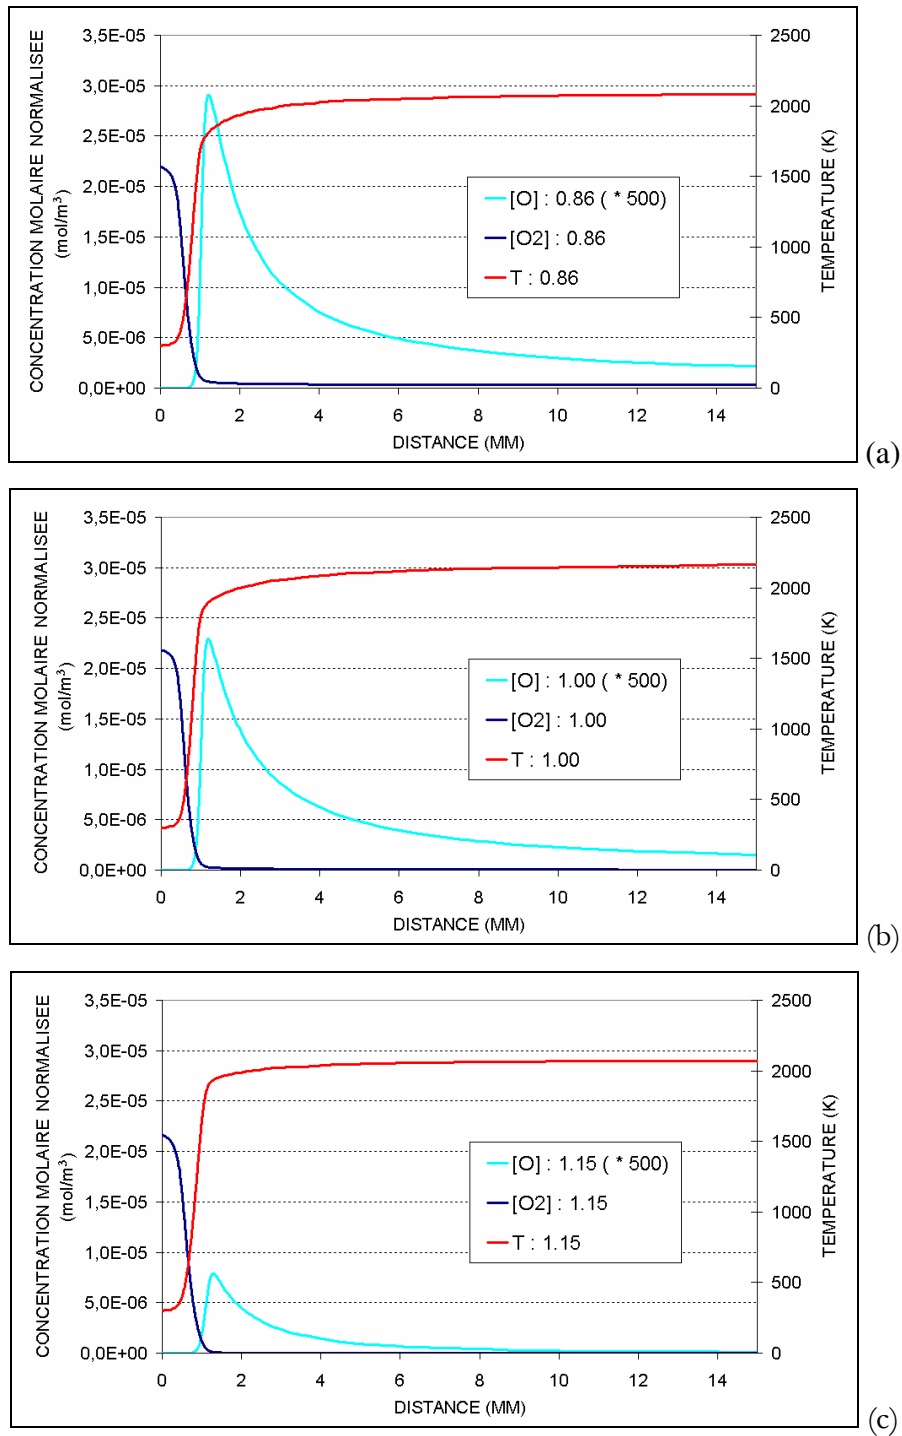 CONCENTRATION MOLAIRE NORMALISEE
(mol/m³)
3,5E-05
3,0E-05
2,5E-05
2,0E-05
1,5E-05
1,0E-05
5,0E-06
0,0E+00
[O] : 0.86 ( * 500)
[O2] : 0.86
T : 0.86
2500
2000
1500
1000
500
0
TEMPERATURE (K)
0 2 4 6 8 10 12 14
DISTANCE (MM)
(a)
CONCENTRATION MOLAIRE NORMALISEE
(mol/m³)
3,5E-05
3,0E-05
2,5E-05
2,0E-05
1,5E-05
1,0E-05
5,0E-06
0,0E+00
[O] : 1.00 ( * 500)
[O2] : 1.00
T : 1.00
2500
2000
1500
1000
500
0
TEMPERATURE (K)
0 2 4 6 8 10 12 14
DISTANCE (MM)
(b)
CONCENTRATION MOLAIRE NORMALISEE
(mol/m³)
3,5E-05
3,0E-05
2,5E-05
2,0E-05
1,5E-05
1,0E-05
5,0E-06
0,0E+00
[O] : 1.15 ( * 500)
[O2] : 1.15
T : 1.15
2500
2000
1500
1000
500
0
TEMPERATURE (K)
0 2 4 6 8 10 12 14
DISTANCE (MM)
(c)